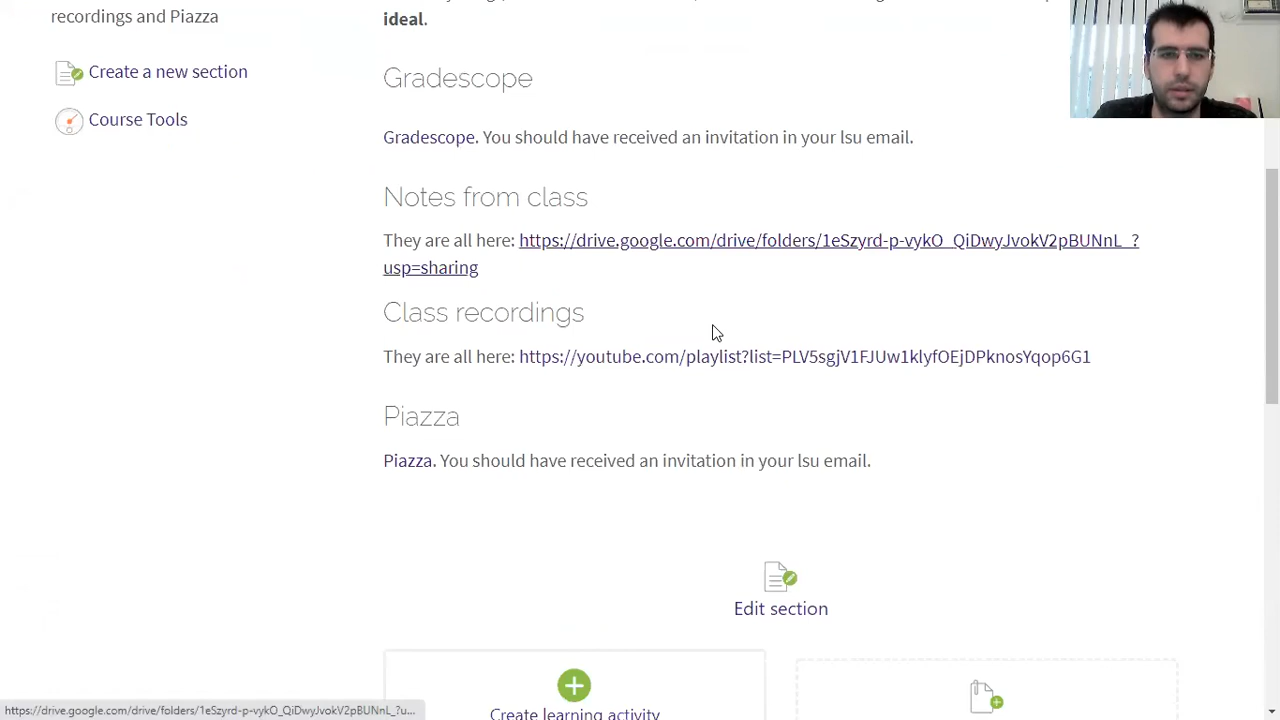 recordings and Piazza
Create a new section
Course Tools
ideal.
Gradescope
Gradescope. You should have received an invitation in your lsu email.
Notes from class
They are all here: https://drive.google.com/drive/folders/1eSzyrd-p-vykO_QiDwyJvokV2pBUNnL_?
usp=sharing
Class recordings
They are all here: https://youtube.com/playlist?list=PLV5sgjV1FJUw1klyfOEjDPknosYqop6G1
Piazza
Piazza. You should have received an invitation in your lsu email.
Edit section
Create learning activity
https://drive.google.com/drive/folders/1eSzyrd-p-vykO_QiDwyJvokV2pBUNnL_?u...